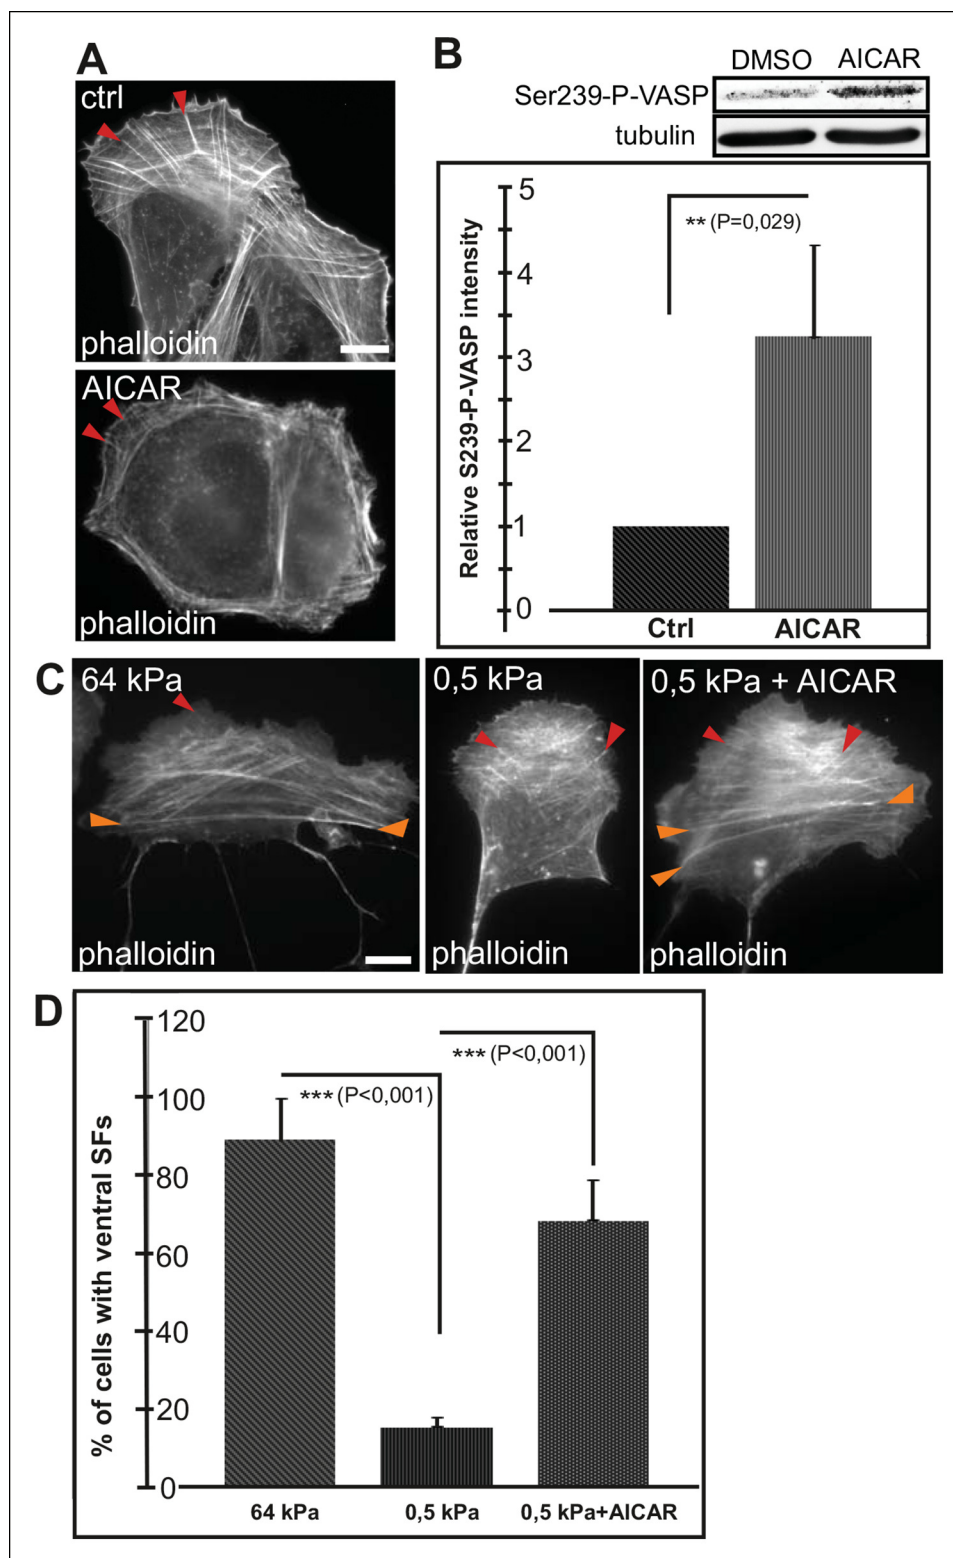 A
ctrl
phalloidin
AICAR
phalloidin
B
DMSO AICAR
Ser239-P-VASP
tubulin
Relative S239-P-VASP intensity
5
4
3
2
1
0
** (P=0,029)
Ctrl AICAR
C
64 kPa
phalloidin
0,5 kPa
phalloidin
0,5 kPa + AICAR
phalloidin
D
% of cells with ventral SFs
120
100
80
60
40
20
0
*** (P<0,001)
*** (P<0,001)
64 kPa 0,5 kPa 0,5 kPa+AICAR